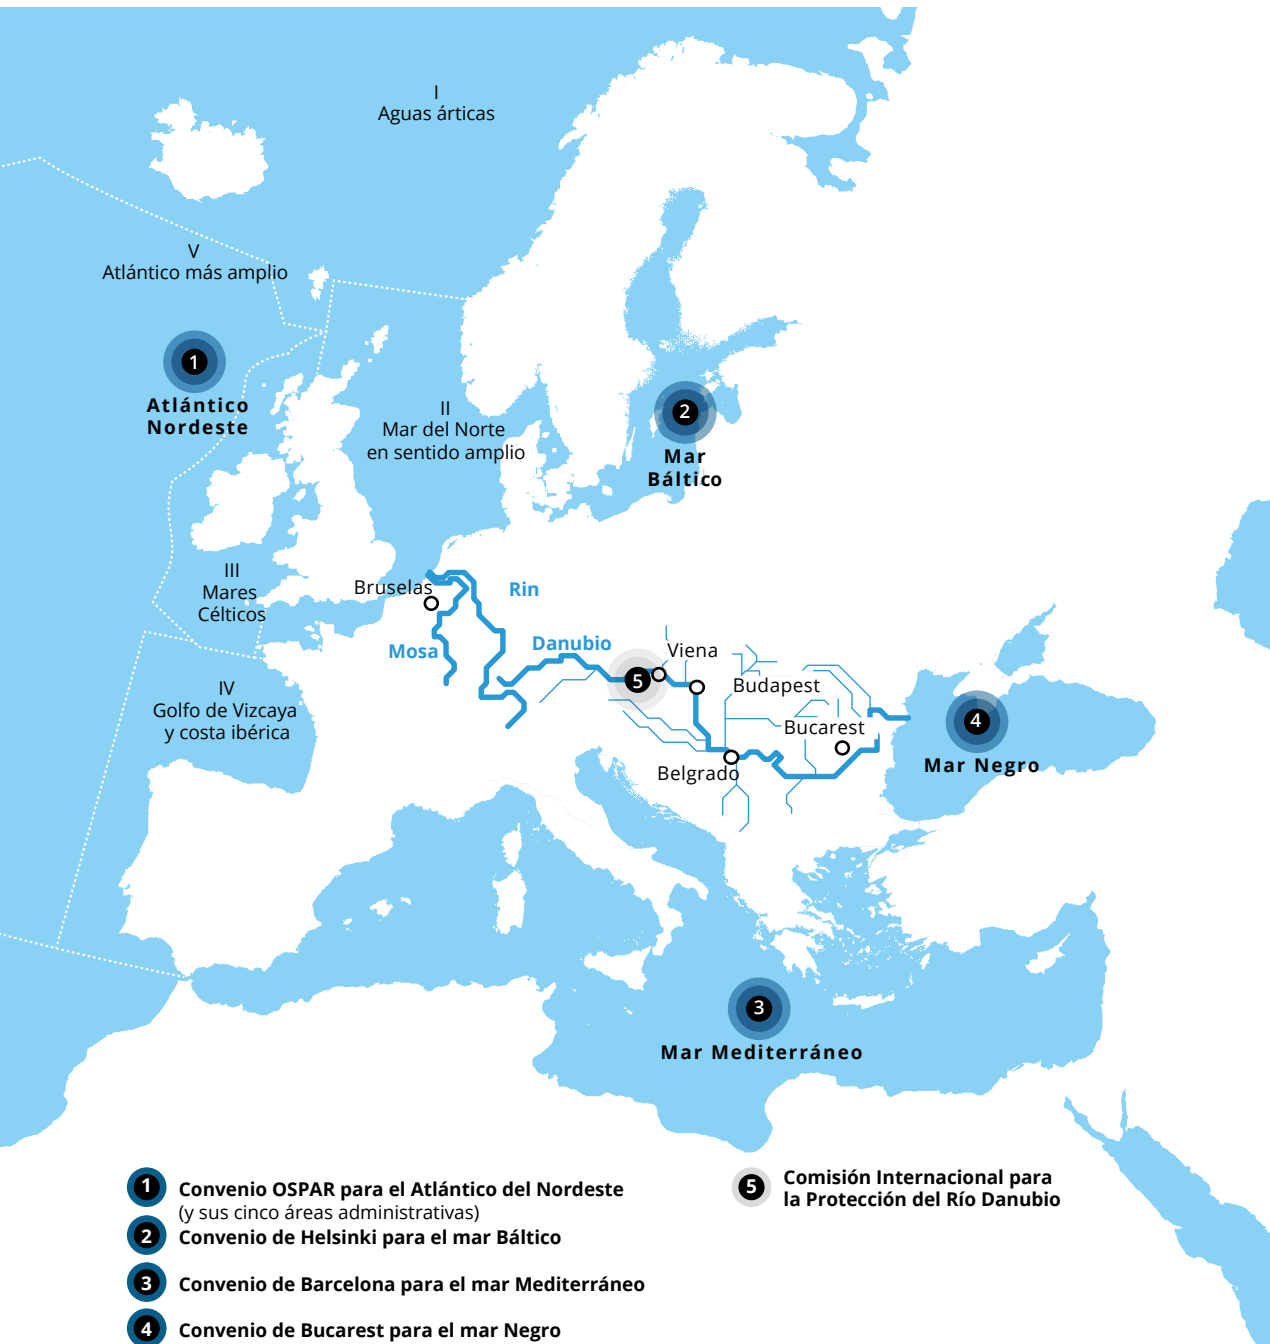 I
Aguas árticas
V
Atlántico más amplio
1
Atlántico
Nordeste
II
Mar del Norte
en sentido amplio
2
Mar
Báltico
III
Mares
Célticos
Bruselas
Rin
Mosa
Danubio
Viena
5
Budapest
IV
Golfo de Vizcaya
y costa ibérica
Bucarest
4
Mar Negro
Belgrado
3
Mar Mediterráneo
1
Convenio OSPAR para el Atlántico del Nordeste
(y sus cinco áreas administrativas)
2
Convenio de Helsinki para el mar Báltico
3
Convenio de Barcelona para el mar Mediterráneo
4
Convenio de Bucarest para el mar Negro
5
Comisión Internacional para
la Protección del Río Danubio